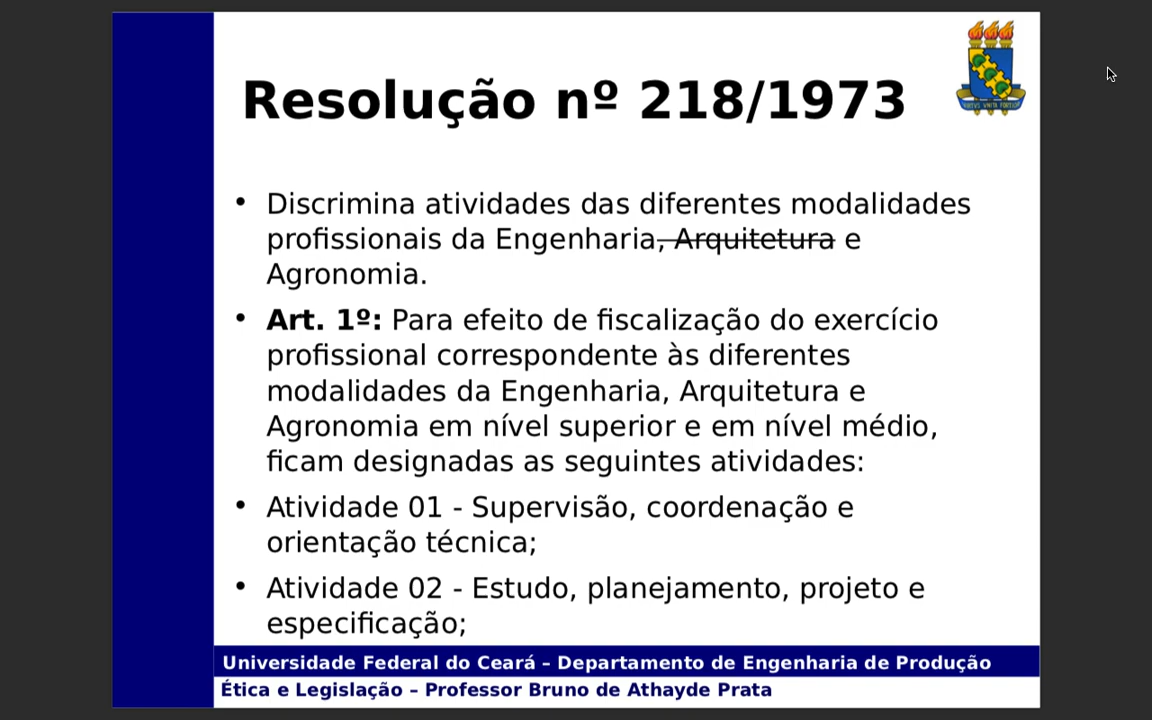 Resolução nº 218/1973
• Discrimina atividades das diferentes modalidades
profissionais da Engenharia, Arquitetura e
Agronomia.
• Art. 1º: Para efeito de fiscalização do exercício
profissional correspondente às diferentes
modalidades da Engenharia, Arquitetura e
Agronomia em nível superior e em nível médio,
ficam designadas as seguintes atividades:
• Atividade 01 - Supervisão, coordenação e
orientação técnica;
• Atividade 02 - Estudo, planejamento, projeto e
especificação;
Universidade Federal do Ceará – Departamento de Engenharia de Produção
Ética e Legislação – Professor Bruno de Athayde Prata